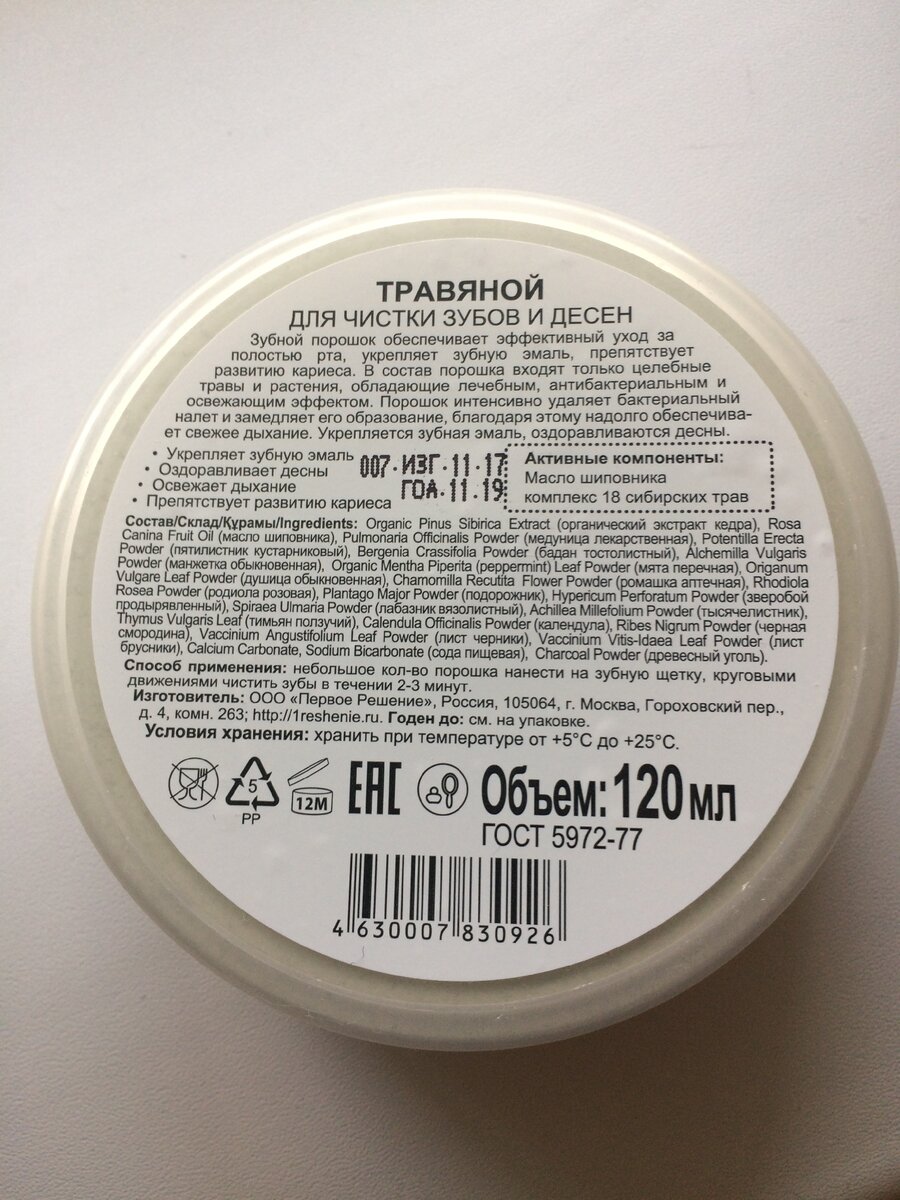 ТРАВЯНОЙ
ДЛЯ ЧИСТКИ ЗУБОВ И ДЕСЕН
Зубной порошок обеспечивает эффективный уход за
полостью рта, укрепляет зубную эмаль, препятствует
развитию кариеса. В состав порошка входят только целебные
травы и растения, обладающие лечебным, антибактериальным и
освежающим эффектом. Порошок интенсивно удаляет бактериальный
налет и замедляет его образование, благодаря этому надолго обеспечива-
ет свежее дыхание. Укрепляется зубная эмаль, оздоравливаются десны.
• Укрепляет зубную эмаль
• Оздоравливает десны
• Освежает дыхание
• Препятствует развитию кариеса
007·ИЗГ·11·17
ГОД·11·19
Активные компоненты:
Масло шиповника
комплекс 18 сибирских трав
Состав/Склад/Құрамы/Ingredients: Organic Pinus Sibirica Extract (органический экстракт кедра), Rosa
Canina Fruit Oil (масло шиповника), Pulmonaria Officinalis Powder (медуница лекарственная), Potentilla Erecta
Powder (пятилистник кустарниковый), Bergenia Crassifolia Powder (бадан тостолистный), Alchemilla Vulgaris
Powder (манжетка обыкновенная), Organic Mentha Piperita (peppermint) Leaf Powder (мята перечная), Origanum
Vulgare Leaf Powder (душица обыкновенная), Chamomilla Recutita Flower Powder (ромашка аптечная), Rhodiola
Rosea Powder (родиола розовая), Plantago Major Powder (подорожник), Hypericum Perforatum Powder (зверобой
продырявленный), Spiraea Ulmaria Powder (лабазник вязолистный), Achillea Millefolium Powder (тысячелистник),
Thymus Vulgaris Leaf (тимьян ползучий), Calendula Officinalis Powder (календула), Ribes Nigrum Powder (черная
смородина), Vaccinium Angustifolium Leaf Powder (лист черники), Vaccinium Vitis-Idaea Leaf Powder (лист
брусники), Calcium Carbonate, Sodium Bicarbonate (сода пищевая), Charcoal Powder (древесный уголь).
Способ применения: небольшое кол-во порошка нанести на зубную щетку, круговыми
движениями чистить зубы в течении 2-3 минут.
Изготовитель: ООО «Первое Решение», Россия, 105064, г. Москва, Гороховский пер.,
д. 4, комн. 263; http://1reshenie.ru. Годен до: см. на упаковке.
Условия хранения: хранить при температуре от +5°С до +25°С.
5
PP
12М
ЕАС
Объем: 120 мл
ГОСТ 5972-77
4 630007 830926